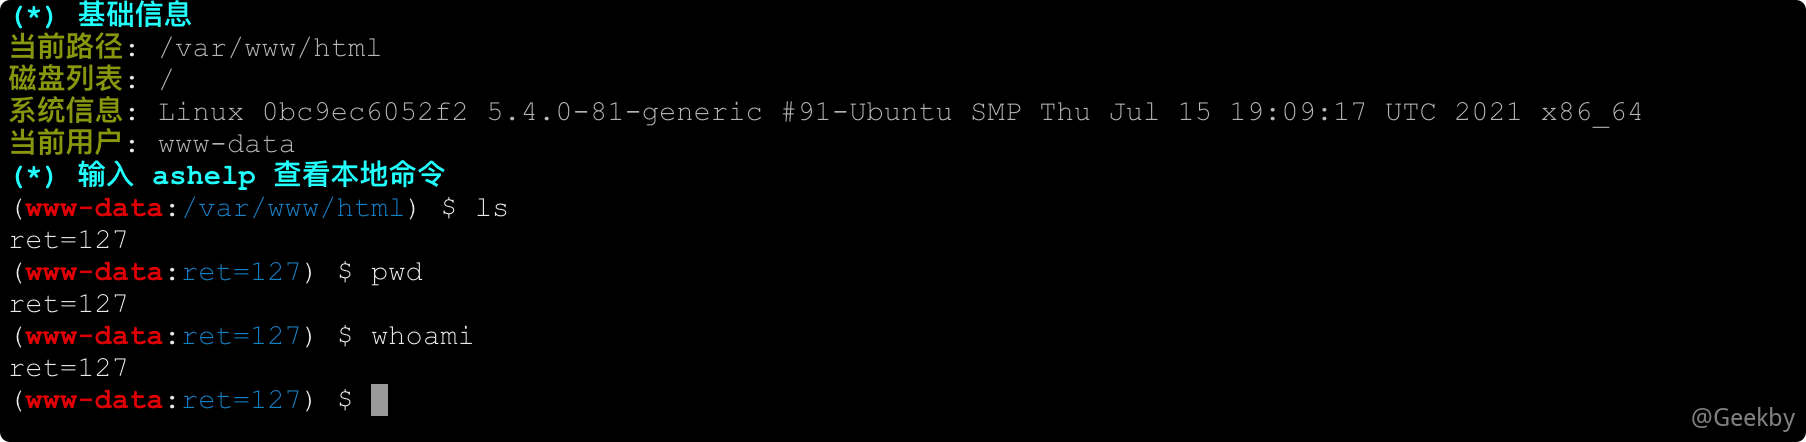 (*) 基础信息
当前路径: /var/www/html
磁盘列表: /
系统信息: Linux 0bc9ec6052f2 5.4.0-81-generic #91-Ubuntu SMP Thu Jul 15 19:09:17 UTC 2021 x86_64
当前用户: www-data
(*) 输入 ashelp 查看本地命令
(www-data:/var/www/html) $ ls
ret=127
(www-data:ret=127) $ pwd
ret=127
(www-data:ret=127) $ whoami
ret=127
(www-data:ret=127) $
@Geekby